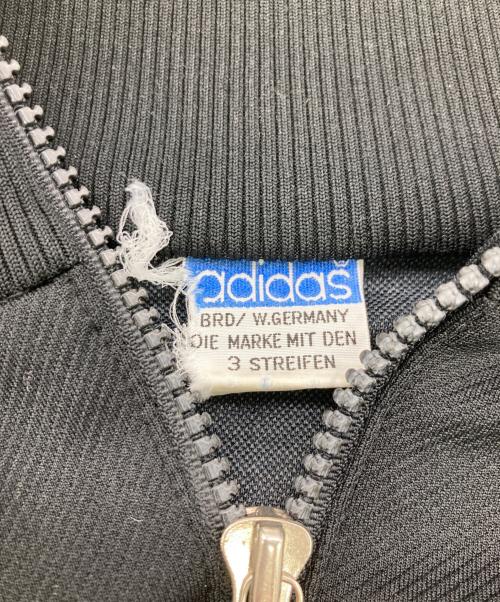 adidas
BRD/ W.GERMANY
DIE MARKE MIT DEN
3 STREIFEN